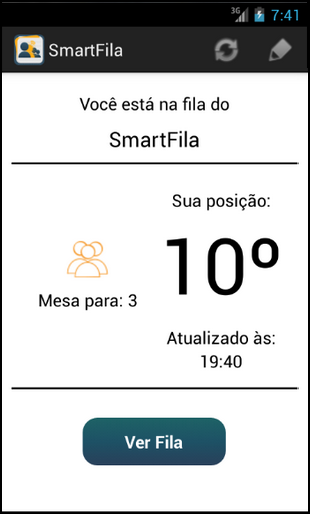 3G 7:41
SmartFila
Você está na fila do
SmartFila
Sua posição:
10º
Mesa para: 3
Atualizado às:
19:40
Ver Fila